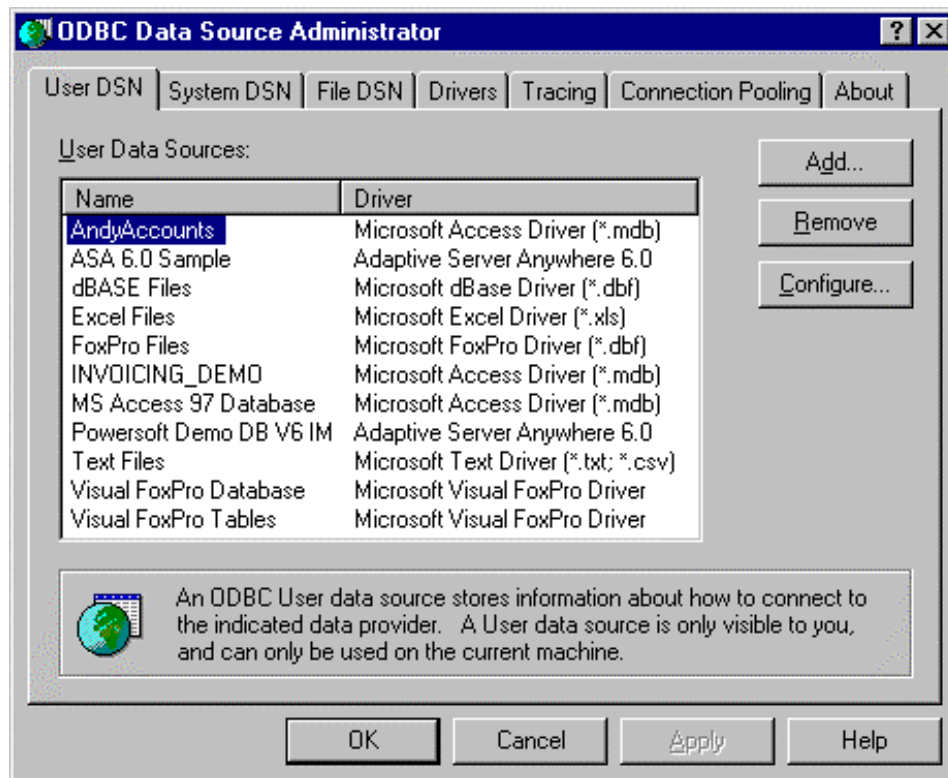 ODBC Data Source Administrator
User DSN System DSN File DSN Drivers Tracing Connection Pooling About
User Data Sources:
Add...
Name Driver
AndyAccounts Microsoft Access Driver (*.mdb)
Remove
ASA 6.0 Sample Adaptive Server Anywhere 6.0
dBASE Files Microsoft dBase Driver (*.dbf)
Configure...
Excel Files Microsoft Excel Driver (*.xls)
FoxPro Files Microsoft FoxPro Driver (*.dbf)
INVOICING_DEMO Microsoft Access Driver (*.mdb)
MS Access 97 Database Microsoft Access Driver (*.mdb)
Powersoft Demo DB V6 IM Adaptive Server Anywhere 6.0
Text Files Microsoft Text Driver (*.txt; *.csv)
Visual FoxPro Database Microsoft Visual FoxPro Driver
Visual FoxPro Tables Microsoft Visual FoxPro Driver
An ODBC User data source stores information about how to connect to
the indicated data provider. A User data source is only visible to you,
and can only be used on the current machine.
OK Cancel Apply Help